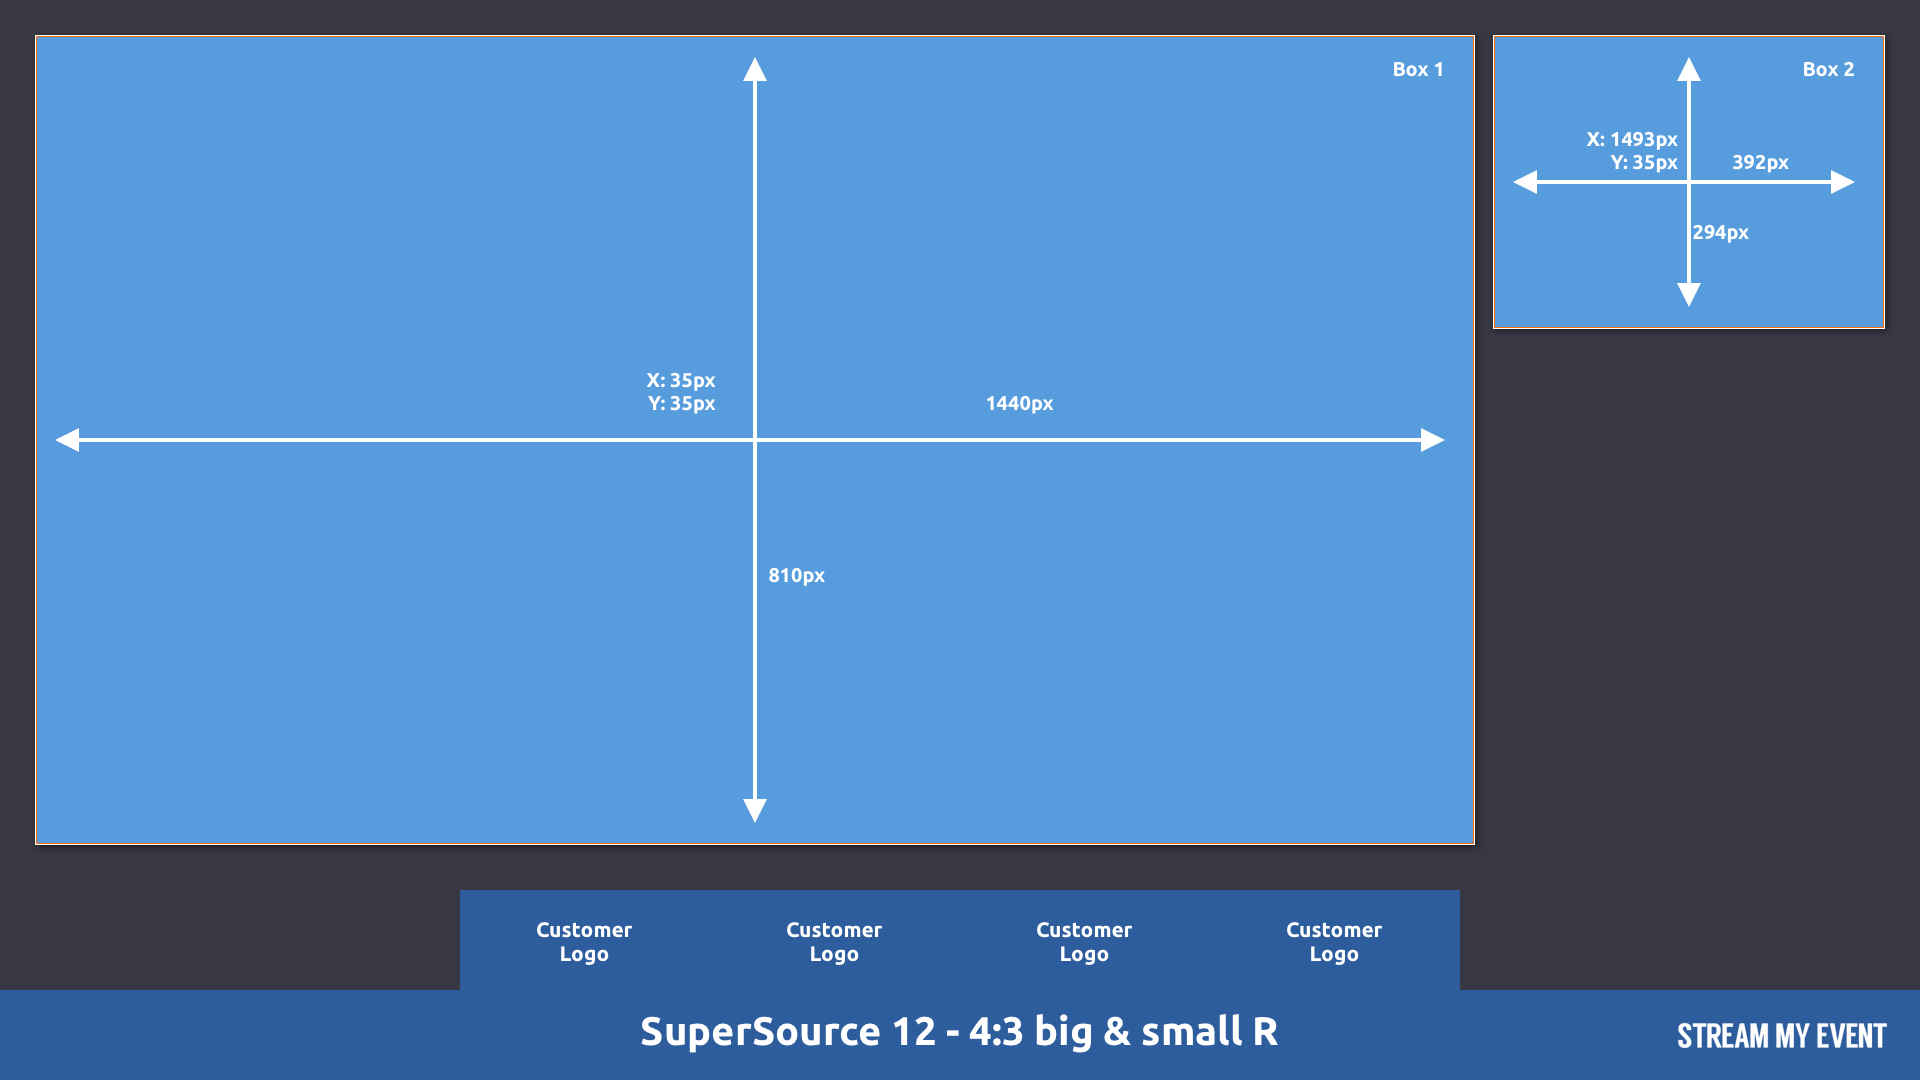 Box 1
X: 35px
Y: 35px
1440px
810px
Box 2
X: 1493px
Y: 35px
392px
294px
Customer
Logo
Customer
Logo
Customer
Logo
Customer
Logo
SuperSource 12 - 4:3 big & small R
STREAM MY EVENT